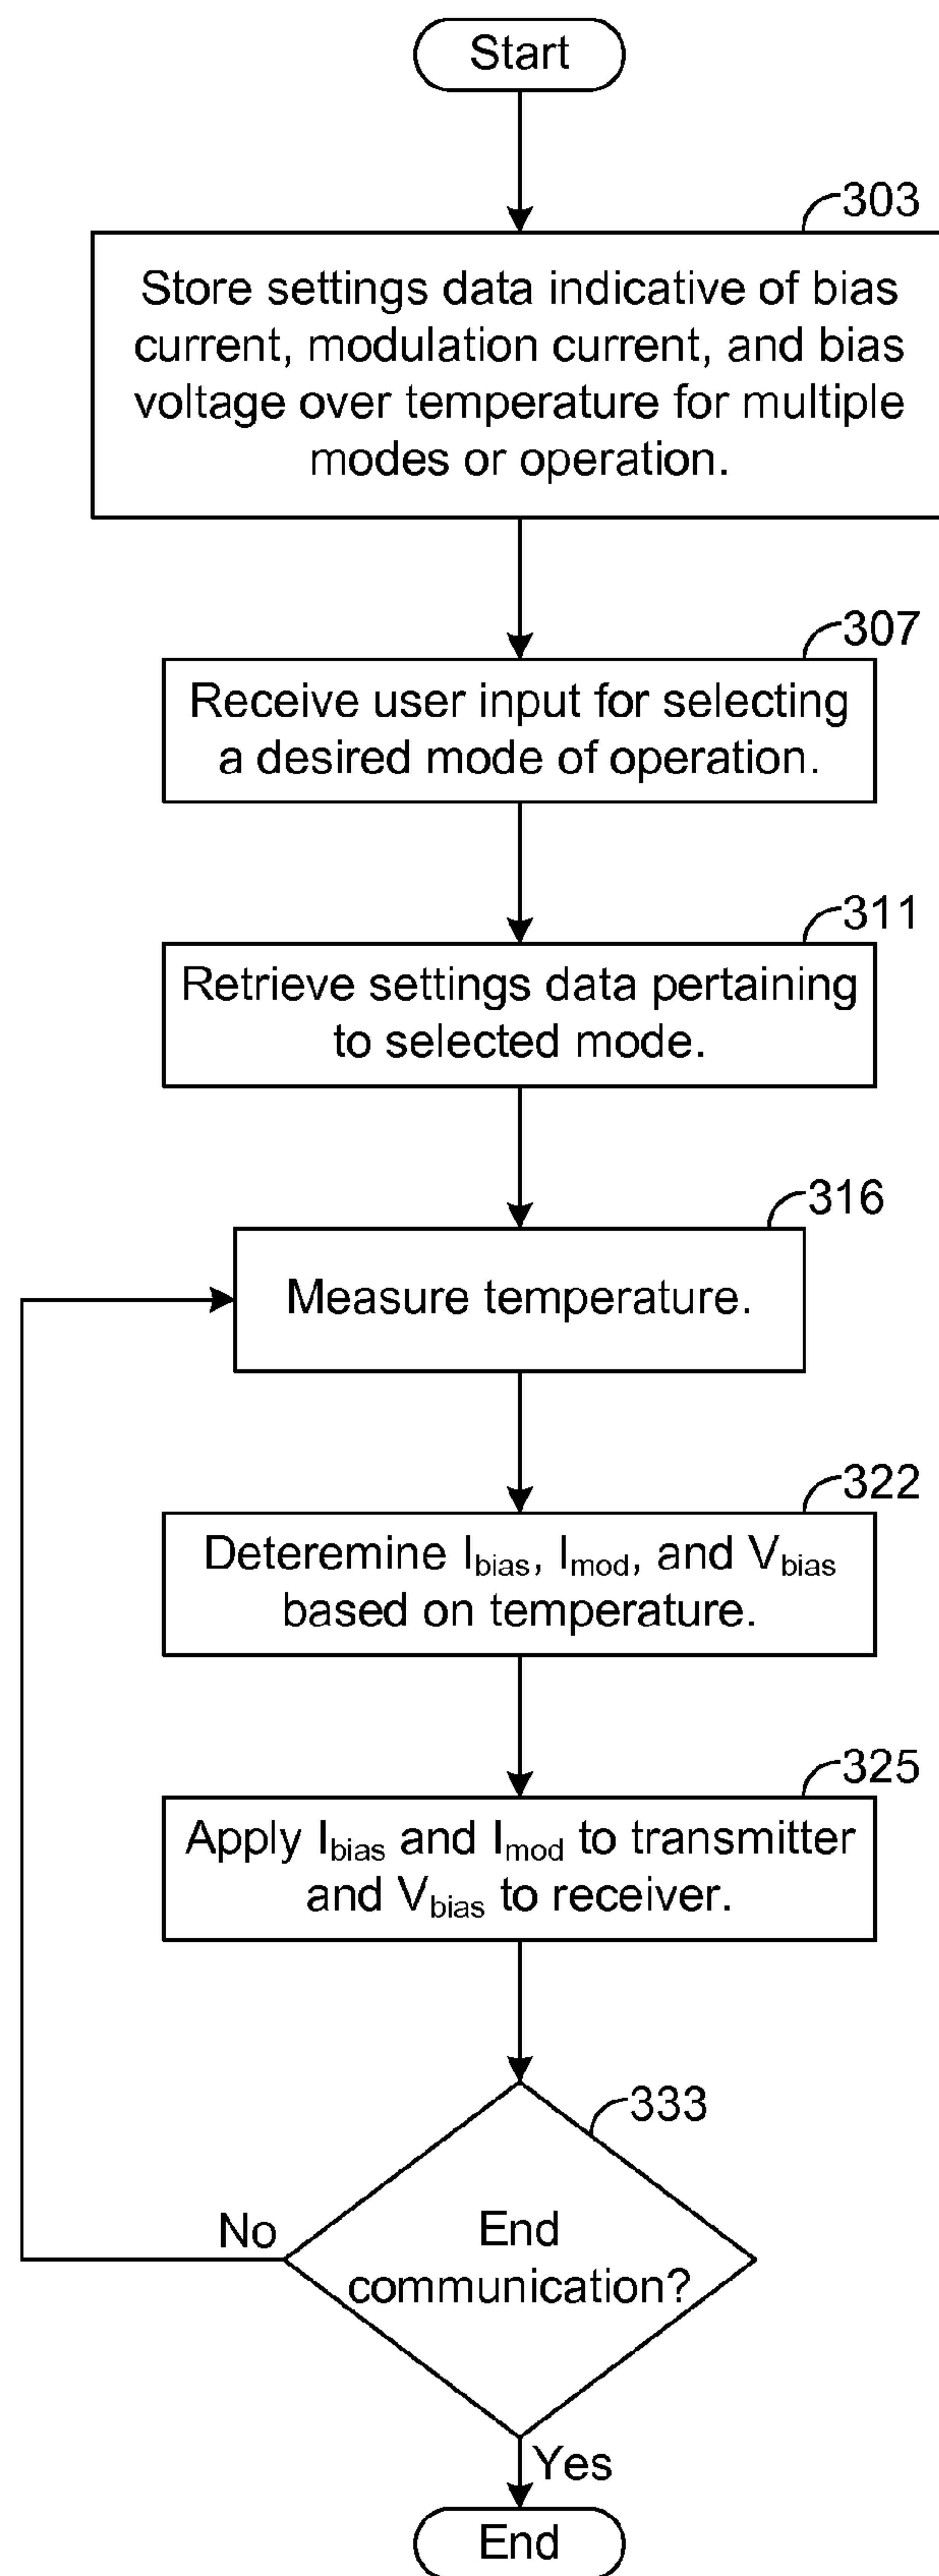 Start
303
Store settings data indicative of bias
current, modulation current, and bias
voltage over temperature for multiple
modes or operation.
307
Receive user input for selecting
a desired mode of operation.
311
Retrieve settings data pertaining
to selected mode.
316
Measure temperature.
322
Deteremine Ibias, Imod, and Vbias
based on temperature.
325
Apply Ibias and Imod to transmitter
and Vbias to receiver.
333
End
communication?
No
Yes
End